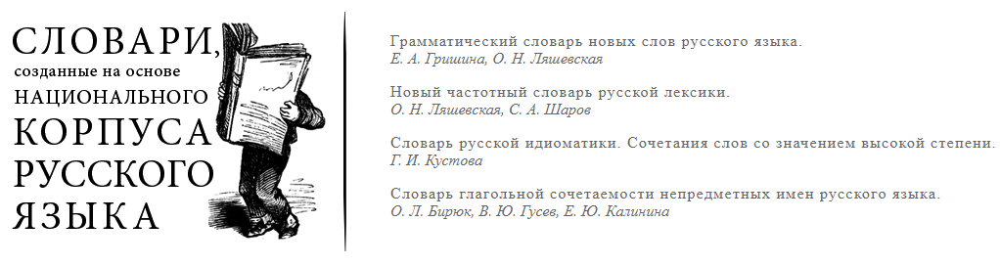 СЛОВАРИ,
созданные на основе
НАЦИОНАЛЬНОГО
КОРПУСА
РУССКОГО
ЯЗЫКА
Грамматический словарь новых слов русского языка.
Е. А. Гришина, О. Н. Ляшевская
Новый частотный словарь русской лексики.
О. Н. Ляшевская, С. А. Шаров
Словарь русской идиоматики. Сочетания слов со значением высокой степени.
Г. И. Кустова
Словарь глагольной сочетаемости непредметных имен русского языка.
О. Л. Бирюк, В. Ю. Гусев, Е. Ю. Калинина